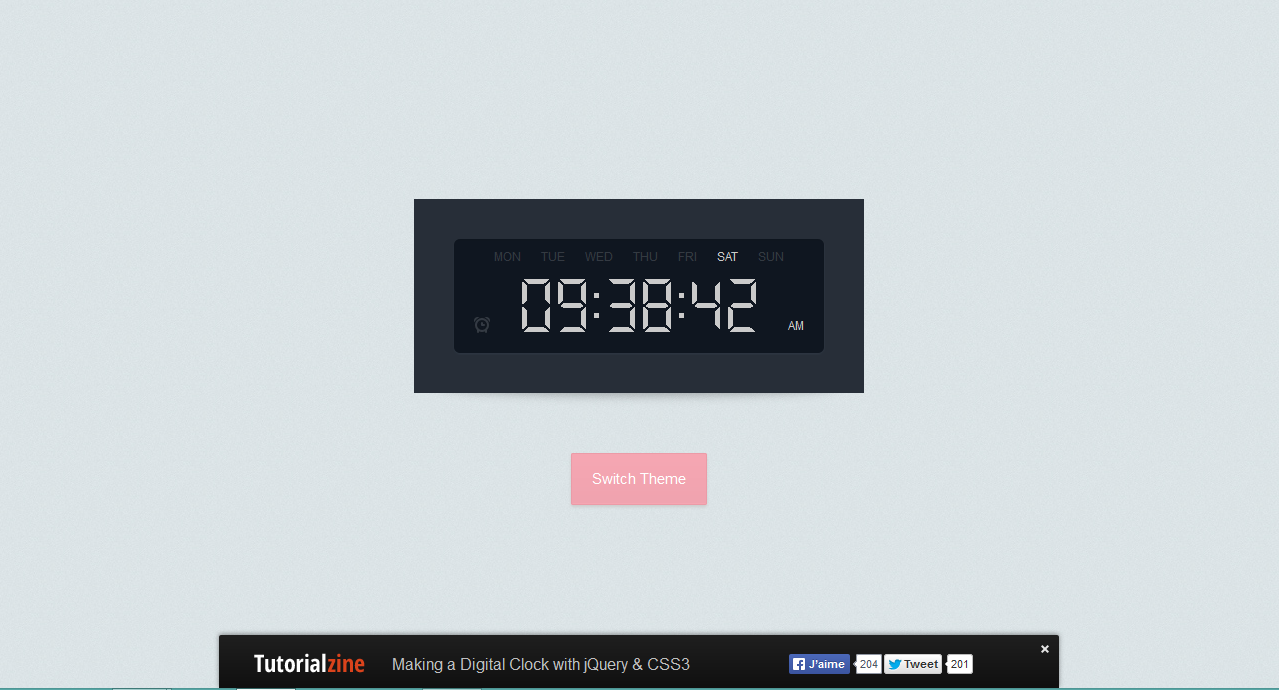 MON TUE WED THU FRI SAT SUN
09:38:42
AM
Switch Theme
Tutorialzine Making a Digital Clock with jQuery & CSS3 J'aime 204 Tweet 201